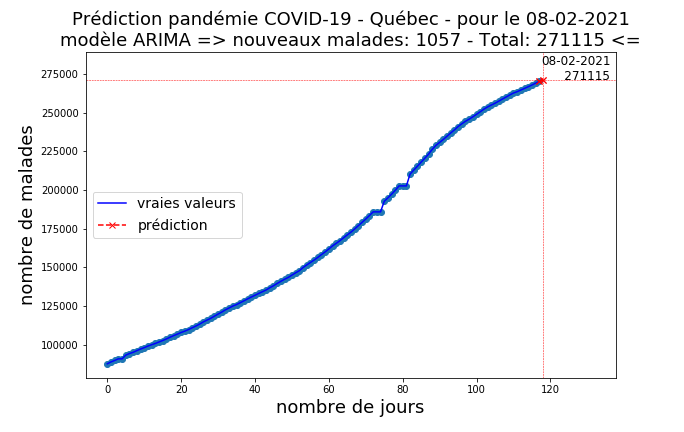 Prédiction pandémie COVID-19 - Québec - pour le 08-02-2021
modèle ARIMA => nouveaux malades: 1057 - Total: 271115 <=
08-02-2021
271115
275000
250000
225000
200000
175000
150000
125000
100000
nombre de malades
vraies valeurs
prédiction
0 20 40 60 80 100 120
nombre de jours